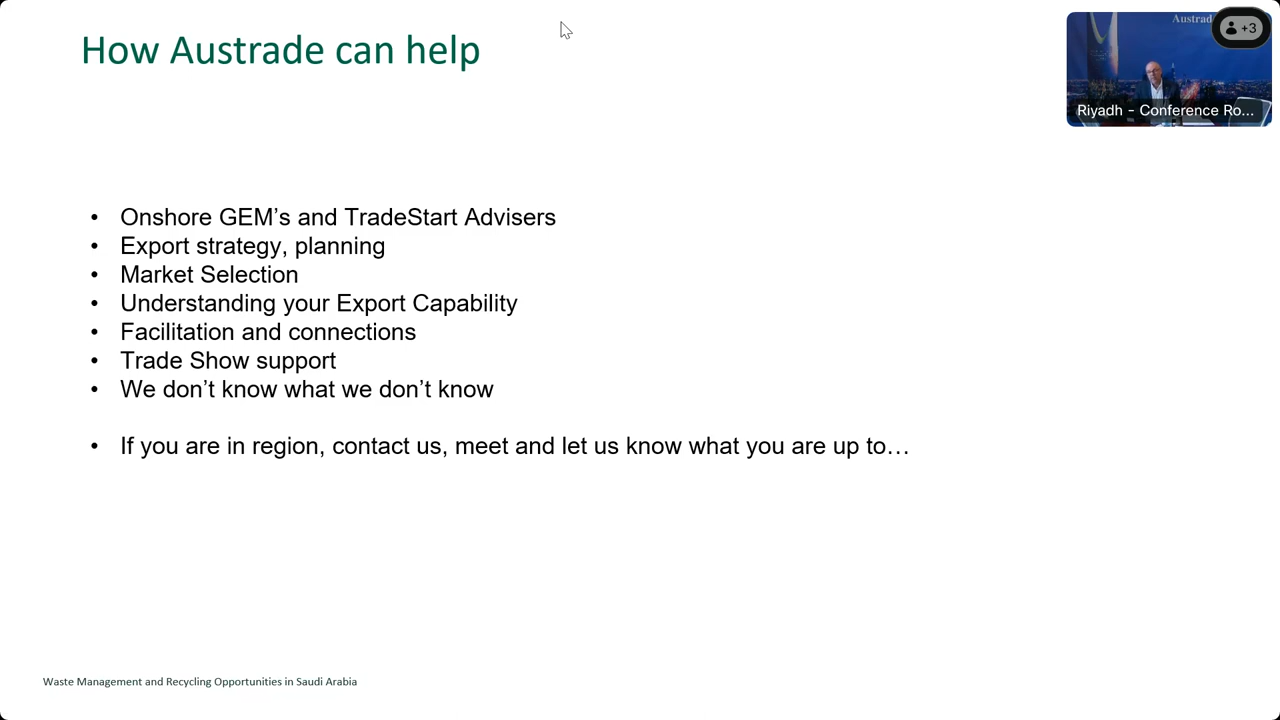 How Austrade can help
Austrad
+3
Riyadh - Conference Ro...
• Onshore GEM’s and TradeStart Advisers
• Export strategy, planning
• Market Selection
• Understanding your Export Capability
• Facilitation and connections
• Trade Show support
• We don’t know what we don’t know
• If you are in region, contact us, meet and let us know what you are up to…
Waste Management and Recycling Opportunities in Saudi Arabia